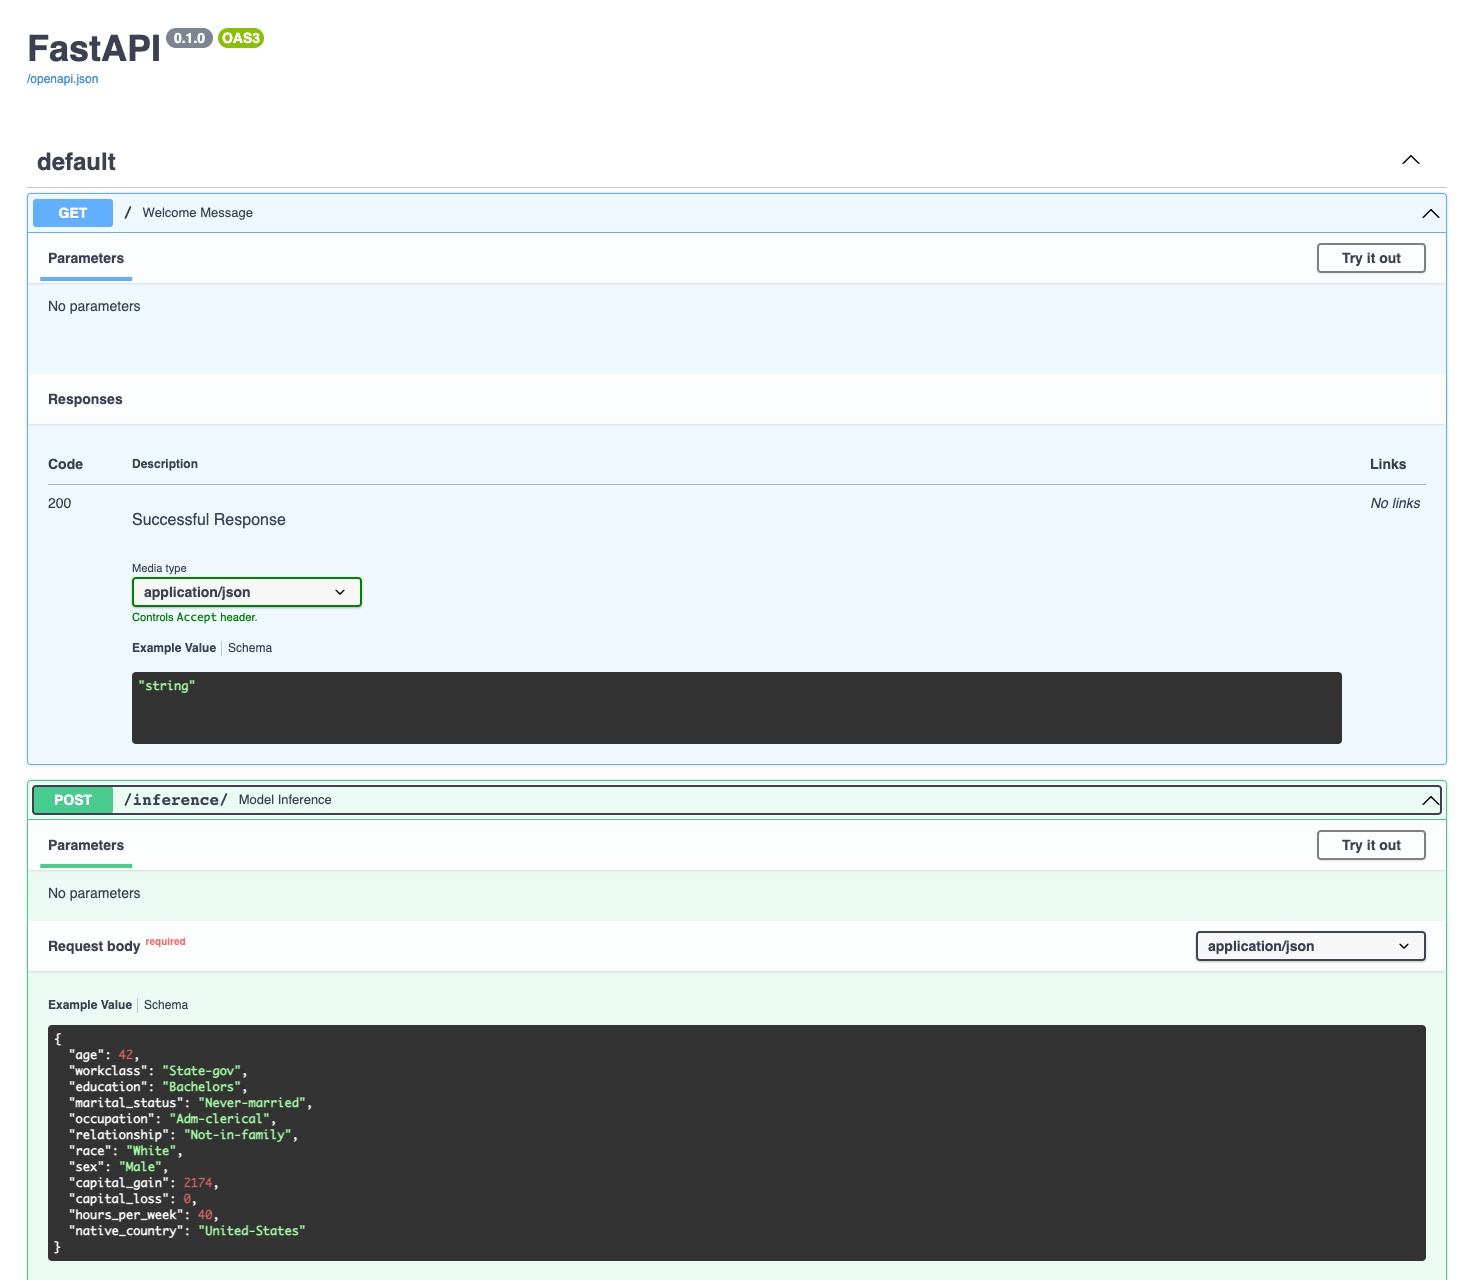 FastAPI 0.1.0 OAS3
/openapi.json
default
GET / Welcome Message
Parameters Try it out
No parameters
Responses
Code Description Links
200 No links
Successful Response
Media type
application/json
Controls Accept header.
Example Value Schema
"string"
POST /inference/ Model Inference
Parameters Try it out
No parameters
Request body required application/json
Example Value Schema
{
  "age": 42,
  "workclass": "State-gov",
  "education": "Bachelors",
  "marital_status": "Never-married",
  "occupation": "Adm-clerical",
  "relationship": "Not-in-family",
  "race": "White",
  "sex": "Male",
  "capital_gain": 2174,
  "capital_loss": 0,
  "hours_per_week": 40,
  "native_country": "United-States"
}